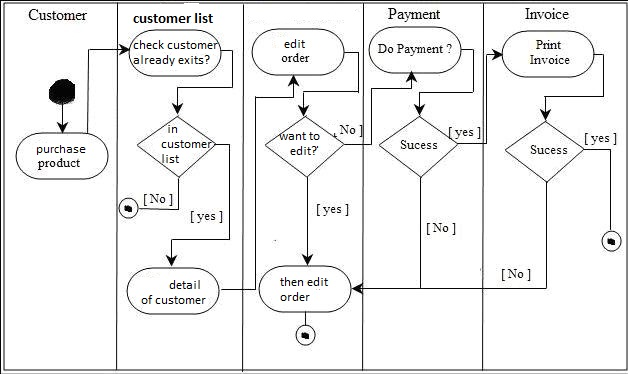 Customer
customer list
Payment
Invoice
check customer
already exits?
edit
order
Do Payment ?
Print
Invoice
purchase
product
in
customer
list
[ No ]
[ yes ]
want to
edit?'
No ]
[ yes ]
Sucess
[ yes ]
[ No ]
Sucess
[ yes ]
[ No ]
detail
of customer
then edit
order